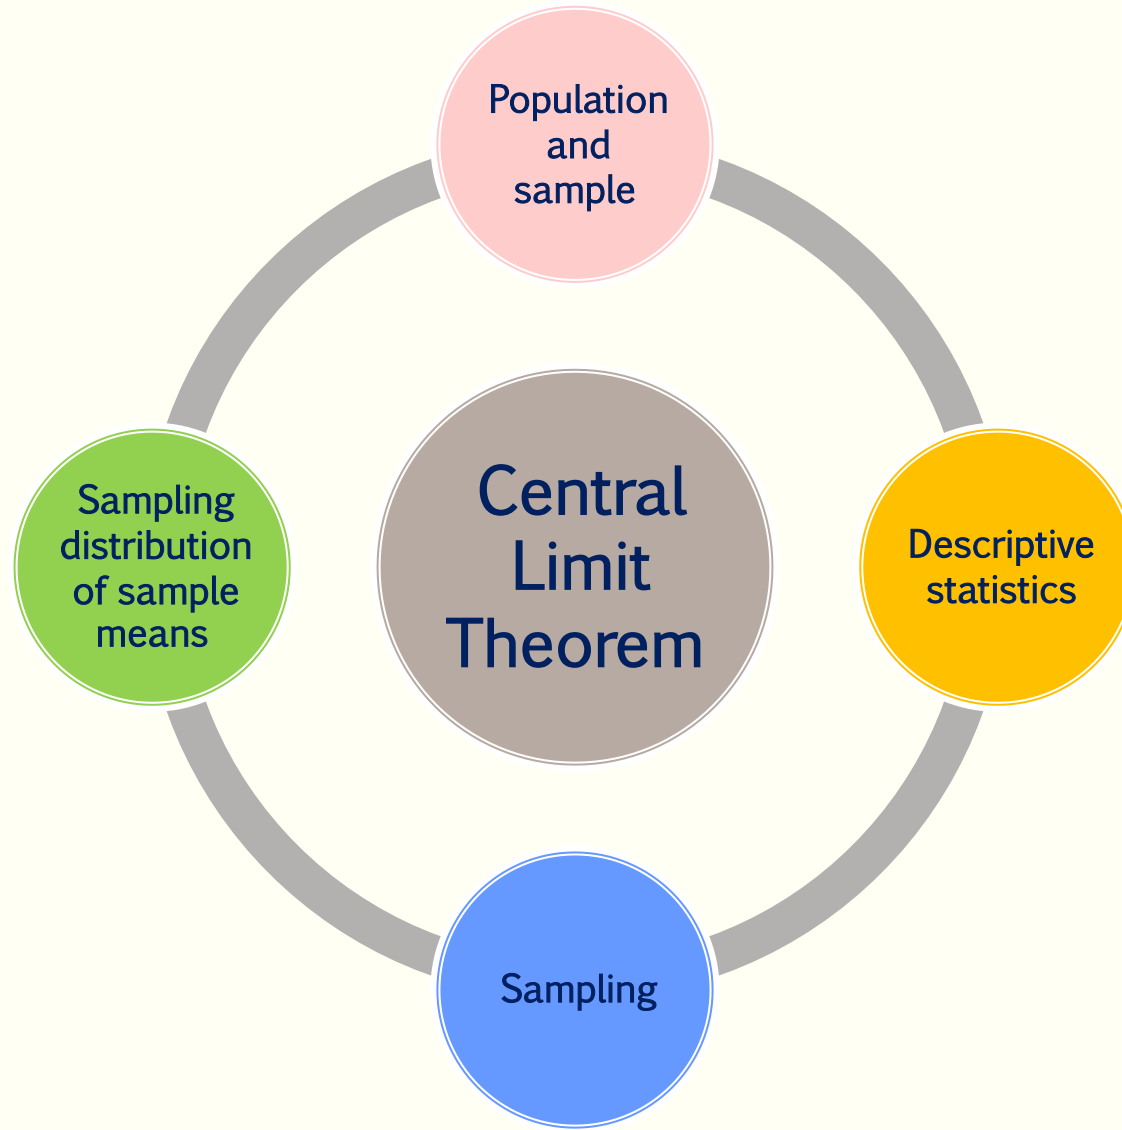 Population
and
sample
Central
Limit
Theorem
Descriptive
statistics
Sampling
Sampling
distribution
of sample
means